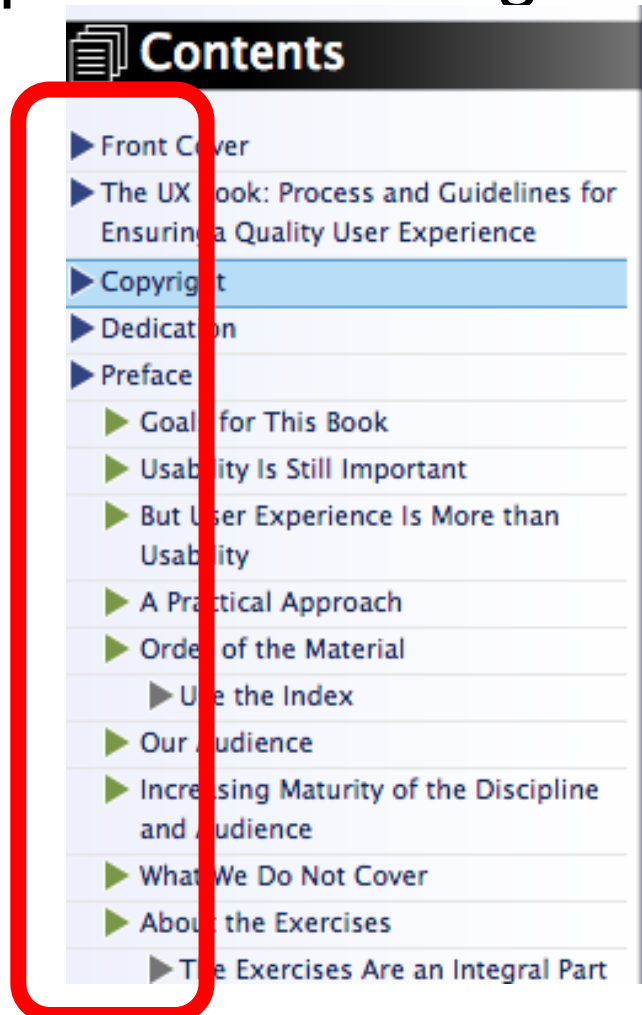 Contents
Front Cover
The UX Book: Process and Guidelines for
Ensuring a Quality User Experience
Copyright
Dedication
Preface
Goals for This Book
Usability Is Still Important
But User Experience Is More than
Usability
A Practical Approach
Order of the Material
Use the Index
Our Audience
Increasing Maturity of the Discipline
and Audience
What We Do Not Cover
About the Exercises
The Exercises Are an Integral Part